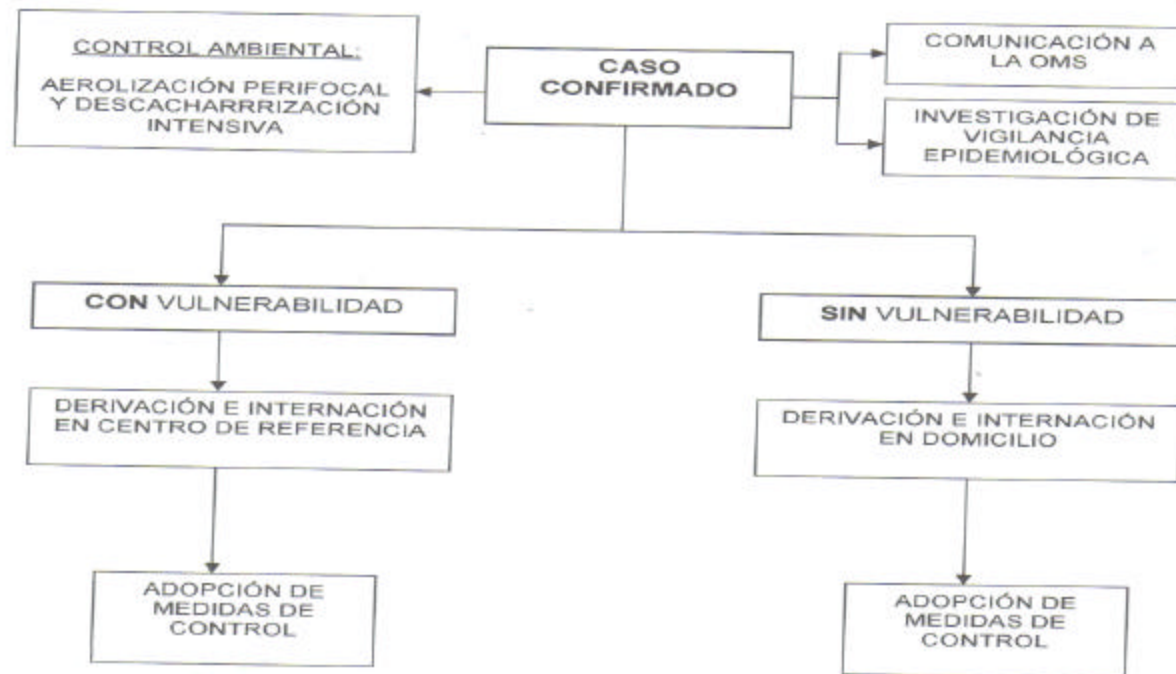 CONTROL AMBIENTAL:
AEROLIZACIÓN PERIFOCAL
Y DESCACHARRRIZACIÓN
INTENSIVA
CASO
CONFIRMADO
COMUNICACIÓN A
LA OMS
INVESTIGACIÓN DE
VIGILANCIA
EPIDEMIOLÓGICA
CON VULNERABILIDAD
SIN VULNERABILIDAD
DERIVACIÓN E INTERNACIÓN
EN CENTRO DE REFERENCIA
DERIVACIÓN E INTERNACIÓN
EN DOMICILIO
ADOPCIÓN DE
MEDIDAS DE
CONTROL
ADOPCIÓN DE
MEDIDAS DE
CONTROL